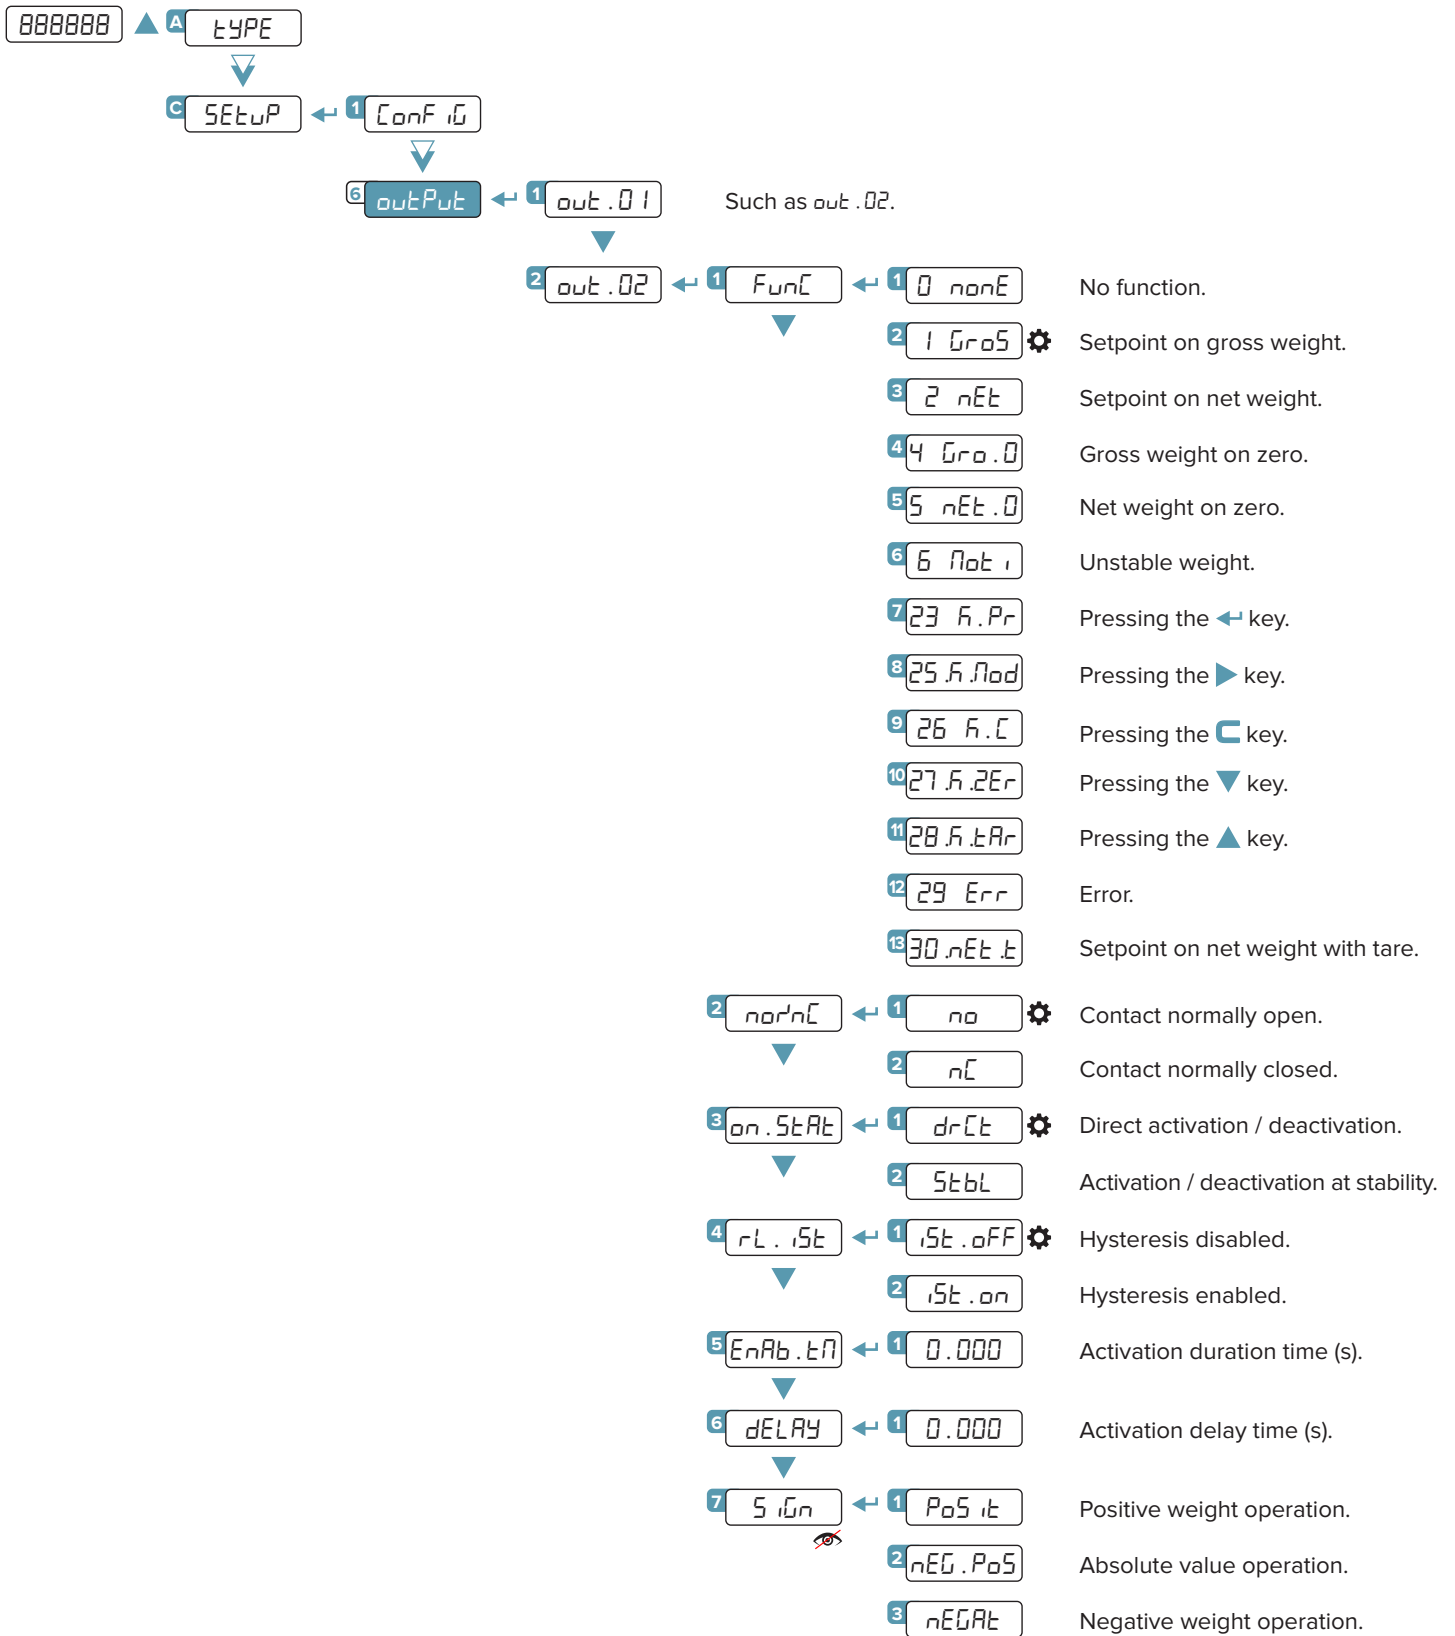 888888 A tYPE
C SEtuP 1 ConFiG
6 outPut 1 out.01 Such as out.02.
2 out.02 1 FunC 1 0 nonE No function.
2 1 GroS Setpoint on gross weight.
3 2 nEt Setpoint on net weight.
4 4 Gro.0 Gross weight on zero.
5 5 nEt.0 Net weight on zero.
6 6 Moti Unstable weight.
7 23 K.Pr Pressing the key.
8 25.K.Mod Pressing the key.
9 26 K.C Pressing the C key.
10 27.K.ZEr Pressing the key.
11 28.K.tAr Pressing the key.
12 29 Err Error.
13 30.nEt.t Setpoint on net weight with tare.
2 no/nC 1 no Contact normally open.
2 nC Contact normally closed.
3 on.StAt 1 drCt Direct activation / deactivation.
2 StbL Activation / deactivation at stability.
4 rL.iSt 1 iSt.oFF Hysteresis disabled.
2 iSt.on Hysteresis enabled.
5 EnAb.tM 1 0.000 Activation duration time (s).
6 dELAY 1 0.000 Activation delay time (s).
7 SiGn 1 PoSit Positive weight operation.
2 nEG.PoS Absolute value operation.
3 nEGAt Negative weight operation.